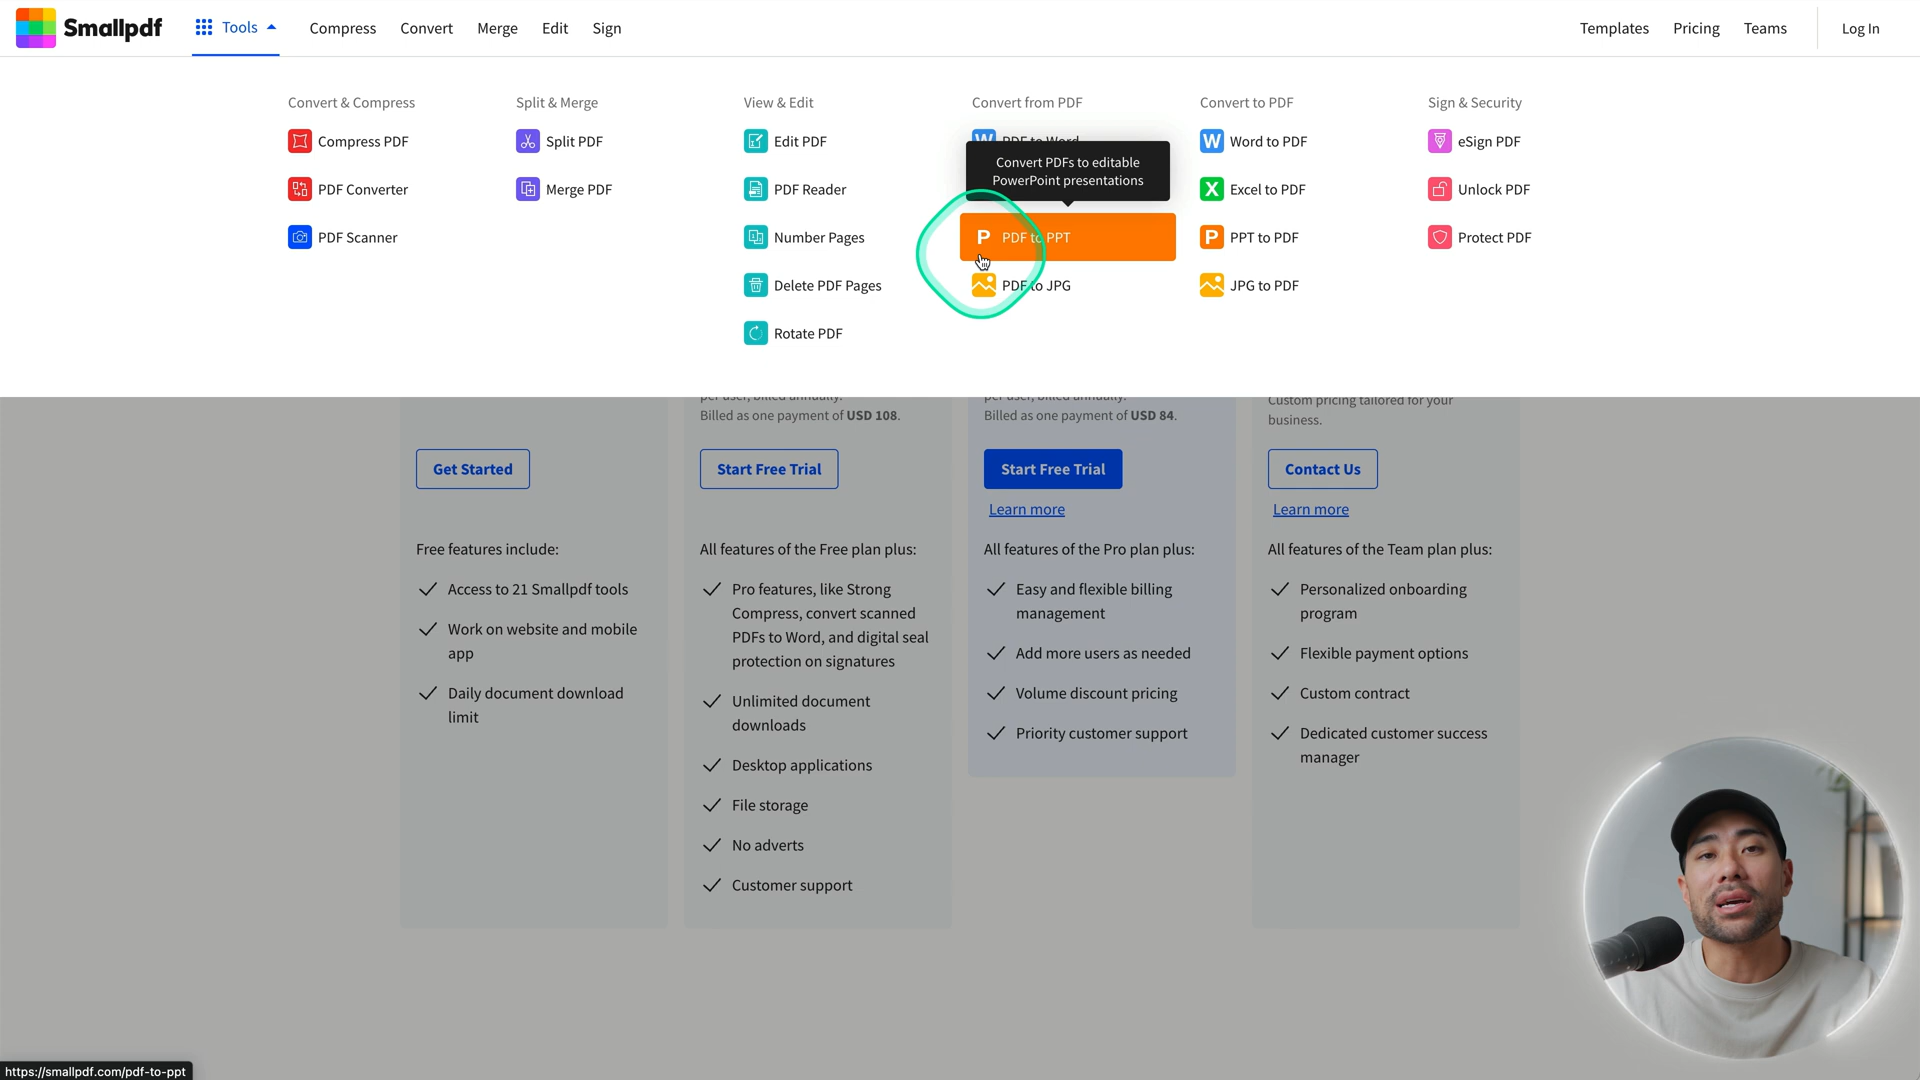 Smallpdf
Tools
Compress
Convert
Merge
Edit
Sign
Templates
Pricing
Teams
Log In
Convert & Compress
Compress PDF
PDF Converter
PDF Scanner
Split & Merge
Split PDF
Merge PDF
View & Edit
Edit PDF
PDF Reader
Number Pages
Delete PDF Pages
Rotate PDF
Convert from PDF
W PDF to Word
Convert PDFs to editable
PowerPoint presentations
P PDF to PPT
PDF to JPG
Convert to PDF
W Word to PDF
X Excel to PDF
P PPT to PDF
JPG to PDF
Sign & Security
eSign PDF
Unlock PDF
Protect PDF
Get Started
Free features include:
Access to 21 Smallpdf tools
Work on website and mobile
app
Daily document download
limit
per user, billed annually.
Billed as one payment of USD 108.
Start Free Trial
All features of the Free plan plus:
Pro features, like Strong
Compress, convert scanned
PDFs to Word, and digital seal
protection on signatures
Unlimited document
downloads
Desktop applications
File storage
No adverts
Customer support
per user, billed annually.
Billed as one payment of USD 84.
Start Free Trial
Learn more
All features of the Pro plan plus:
Easy and flexible billing
management
Add more users as needed
Volume discount pricing
Priority customer support
Custom pricing tailored for your
business.
Contact Us
Learn more
All features of the Team plan plus:
Personalized onboarding
program
Flexible payment options
Custom contract
Dedicated customer success
manager
https://smallpdf.com/pdf-to-ppt